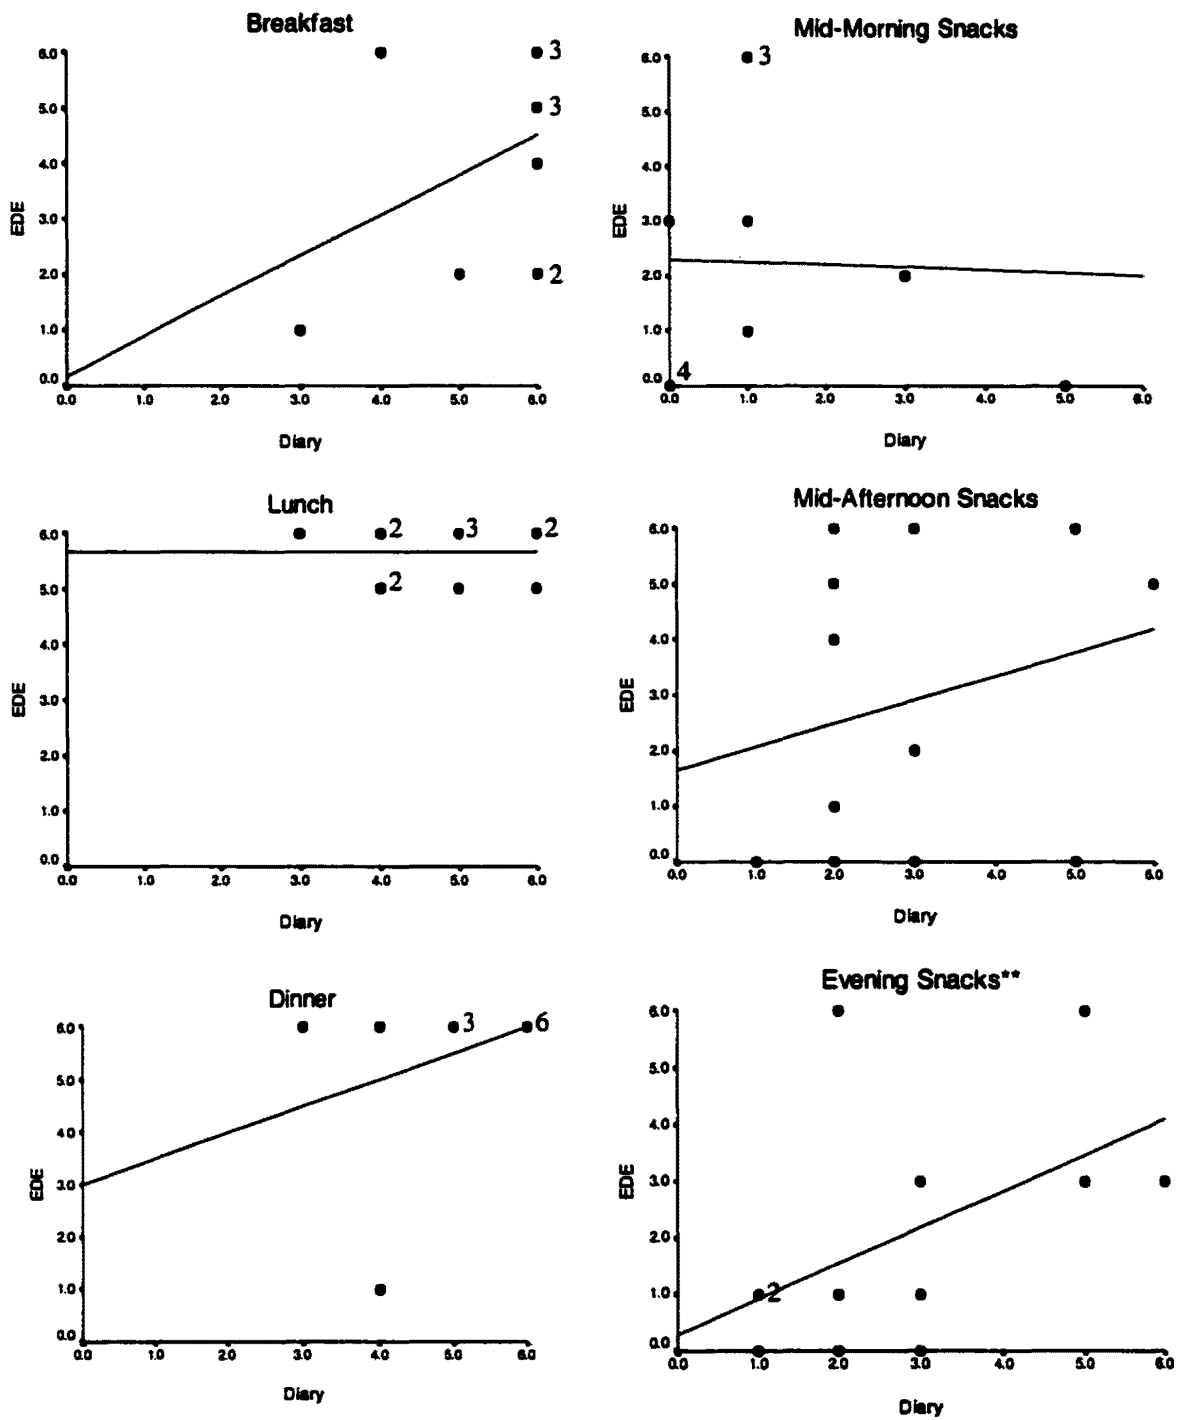 Breakfast
6.0 3
5.0 3
4.0
EDE
3.0
2.0 2
1.0
0.0
0.0 1.0 2.0 3.0 4.0 5.0 6.0
Diary
Mid-Morning Snacks
6.0 3
5.0
4.0
EDE
3.0
2.0
1.0
0.0 4
0.0 1.0 2.0 3.0 4.0 5.0 6.0
Diary
Lunch
6.0 2 3 2
5.0 2
4.0
EDE
3.0
2.0
1.0
0.0
0.0 1.0 2.0 3.0 4.0 5.0 6.0
Diary
Mid-Afternoon Snacks
6.0
5.0
4.0
EDE
3.0
2.0
1.0
0.0
0.0 1.0 2.0 3.0 4.0 5.0 6.0
Diary
Dinner
6.0 3 6
5.0
4.0
EDE
3.0
2.0
1.0
0.0
0.0 1.0 2.0 3.0 4.0 5.0 6.0
Diary
Evening Snacks**
6.0
5.0
4.0
EDE
3.0
2.0
1.0 2
0.0
0.0 1.0 2.0 3.0 4.0 5.0 6.0
Diary